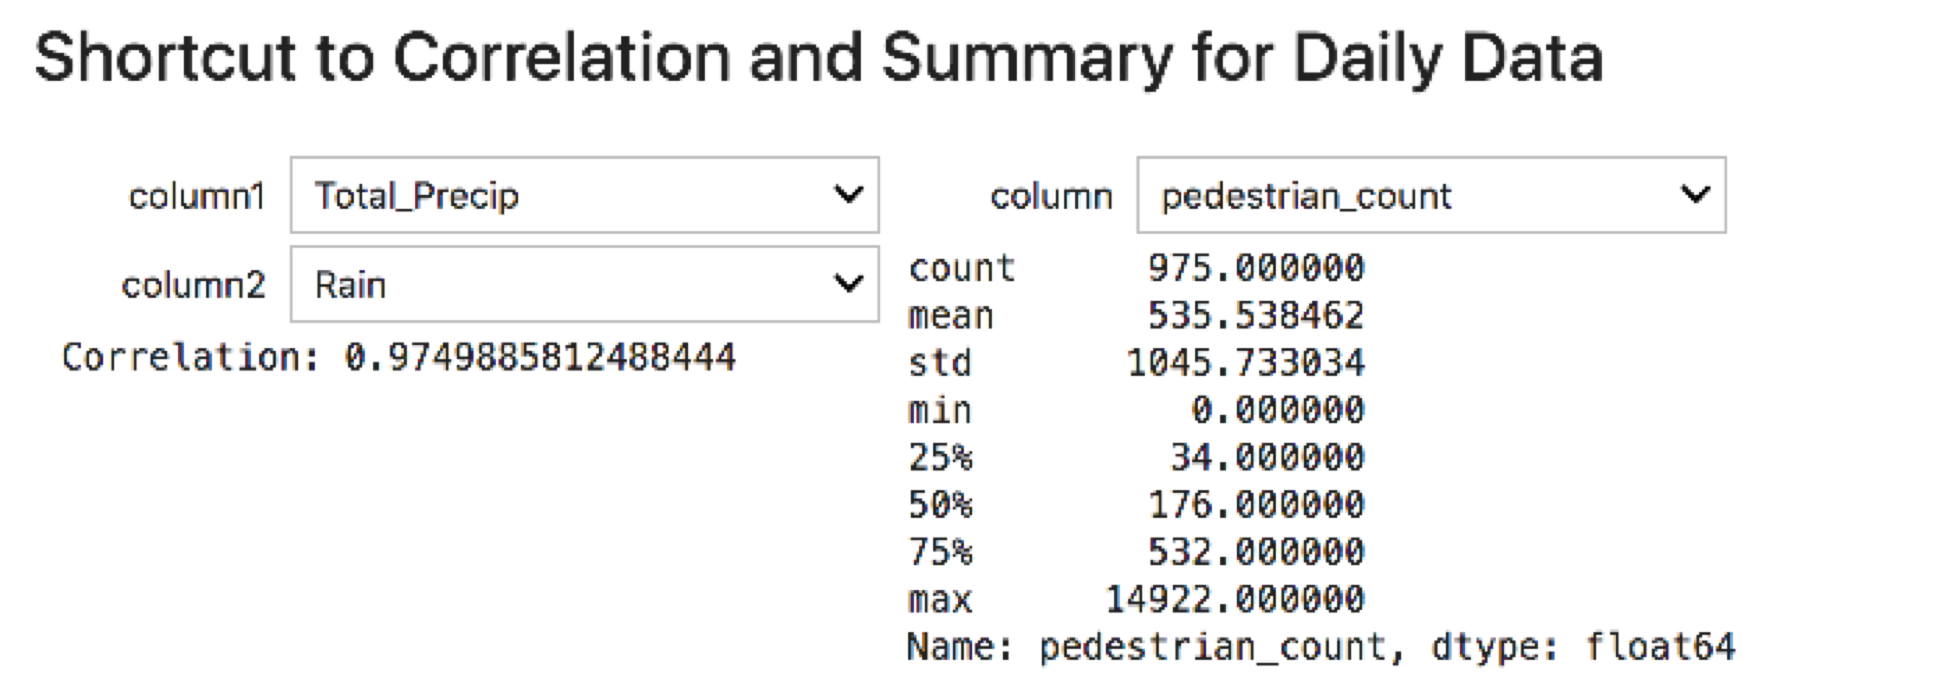 Shortcut to Correlation and Summary for Daily Data
column1 Total_Precip
column2 Rain
Correlation: 0.9749885812488444
column pedestrian_count
count 975.000000
mean 535.538462
std 1045.733034
min 0.000000
25% 34.000000
50% 176.000000
75% 532.000000
max 14922.000000
Name: pedestrian_count, dtype: float64